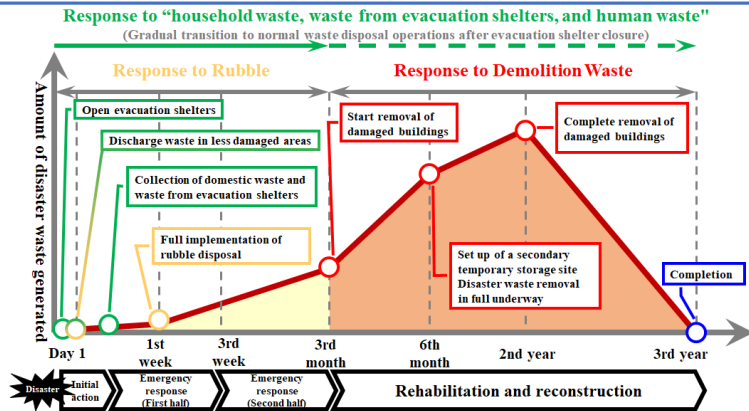 Response to “household waste, waste from evacuation shelters, and human waste"
(Gradual transition to normal waste disposal operations after evacuation shelter closure)
Response to Rubble
Response to Demolition Waste
Amount of disaster waste generated
Open evacuation shelters
Discharge waste in less damaged areas
Collection of domestic waste and
waste from evacuation shelters
Full implementation of
rubble disposal
Start removal of
damaged buildings
Complete removal of
damaged buildings
Set up of a secondary
temporary storage site
Disaster waste removal
in full underway
Completion
Day 1
1st
week
3rd
week
3rd
month
6th
month
2nd year
3rd year
Disaster
Initial
action
Emergency
response
(First half)
Emergency
response
(Second half)
Rehabilitation and reconstruction